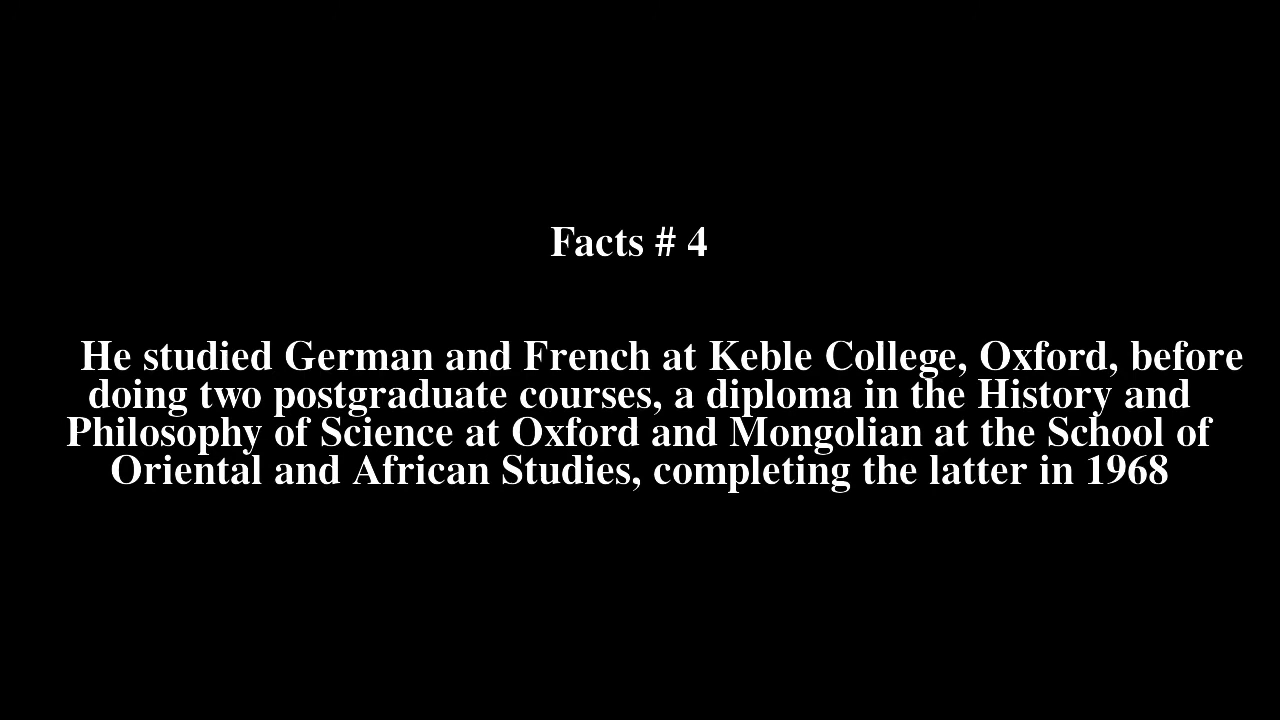 Facts # 4
He studied German and French at Keble College, Oxford, before
doing two postgraduate courses, a diploma in the History and
Philosophy of Science at Oxford and Mongolian at the School of
Oriental and African Studies, completing the latter in 1968